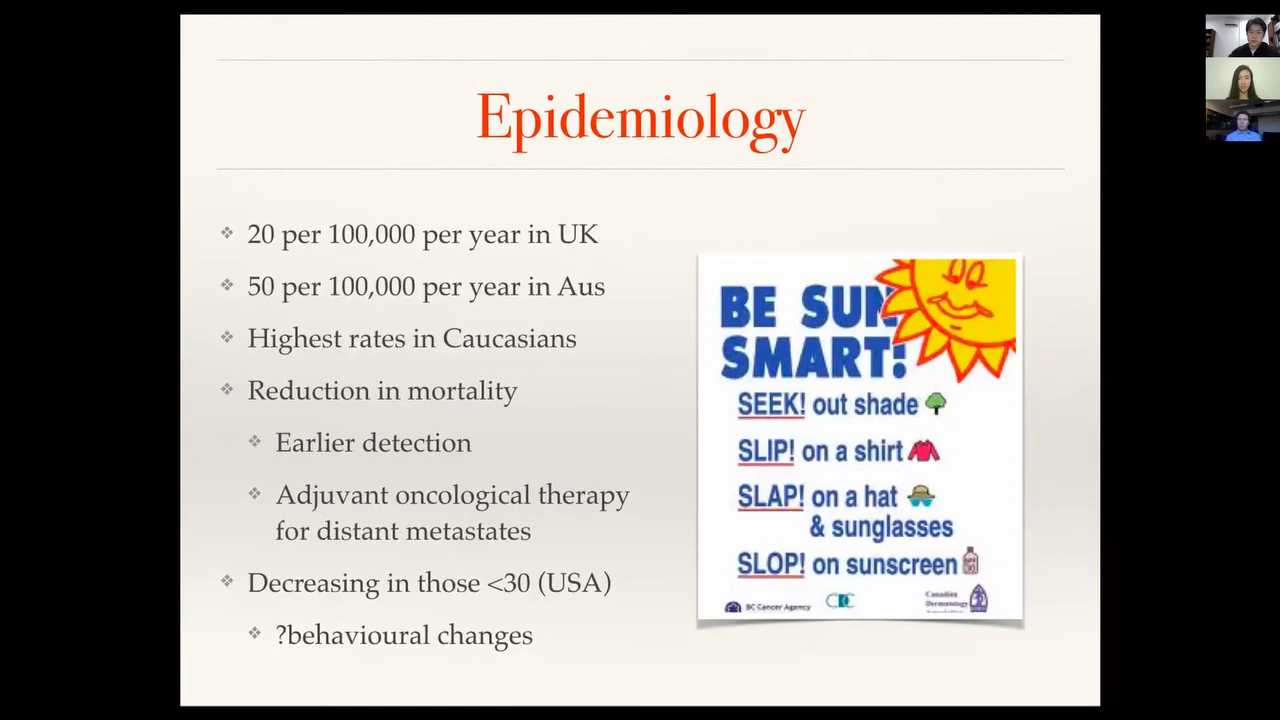 Epidemiology
20 per 100,000 per year in UK
50 per 100,000 per year in Aus
Highest rates in Caucasians
Reduction in mortality
Earlier detection
Adjuvant oncological therapy
for distant metastates
Decreasing in those <30 (USA)
?behavioural changes
BE SUN
SMART!
SEEK! out shade
SLIP! on a shirt
SLAP! on a hat
& sunglasses
SLOP! on sunscreen
BC Cancer Agency
Canadian
Dermatology